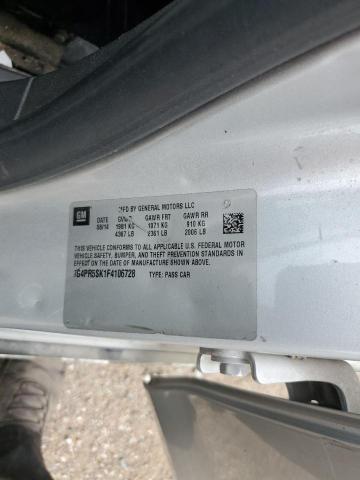 GM
MFD BY GENERAL MOTORS LLC
DATE GVWR GAWR FRT GAWR RR
08/14 1981 KG 1071 KG 910 KG
4367 LB 2361 LB 2006 LB
THIS VEHICLE CONFORMS TO ALL APPLICABLE U.S. FEDERAL MOTOR
VEHICLE SAFETY, BUMPER, AND THEFT PREVENTION STANDARDS
IN EFFECT ON THE DATE OF MANUFACTURE SHOWN ABOVE.
1G4PR5SK1F4106728 TYPE: PASS CAR